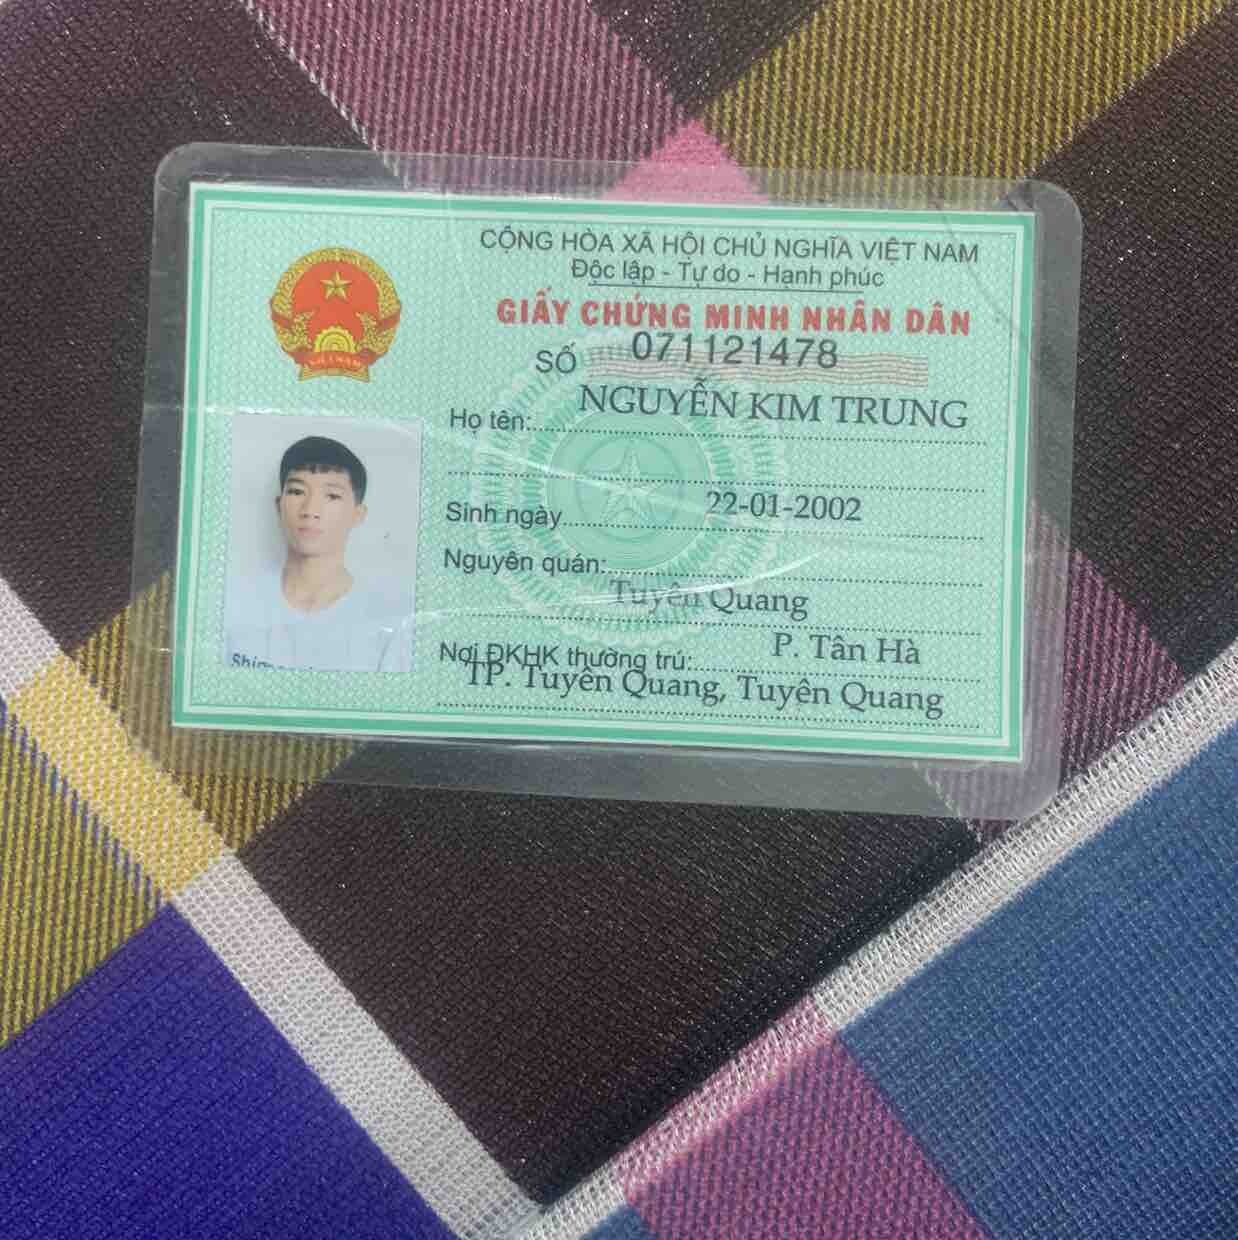 CỘNG HÒA XÃ HỘI CHỦ NGHĨA VIỆT NAM
Độc lập - Tự do - Hạnh phúc
GIẤY CHỨNG MINH NHÂN DÂN
SỐ 071121478
Họ tên: NGUYỄN KIM TRUNG
Sinh ngày 22-01-2002
Nguyên quán:
Tuyên Quang
Nơi ĐKHK thường trú: P. Tân Hà
TP. Tuyên Quang, Tuyên Quang
VIỆT NAM